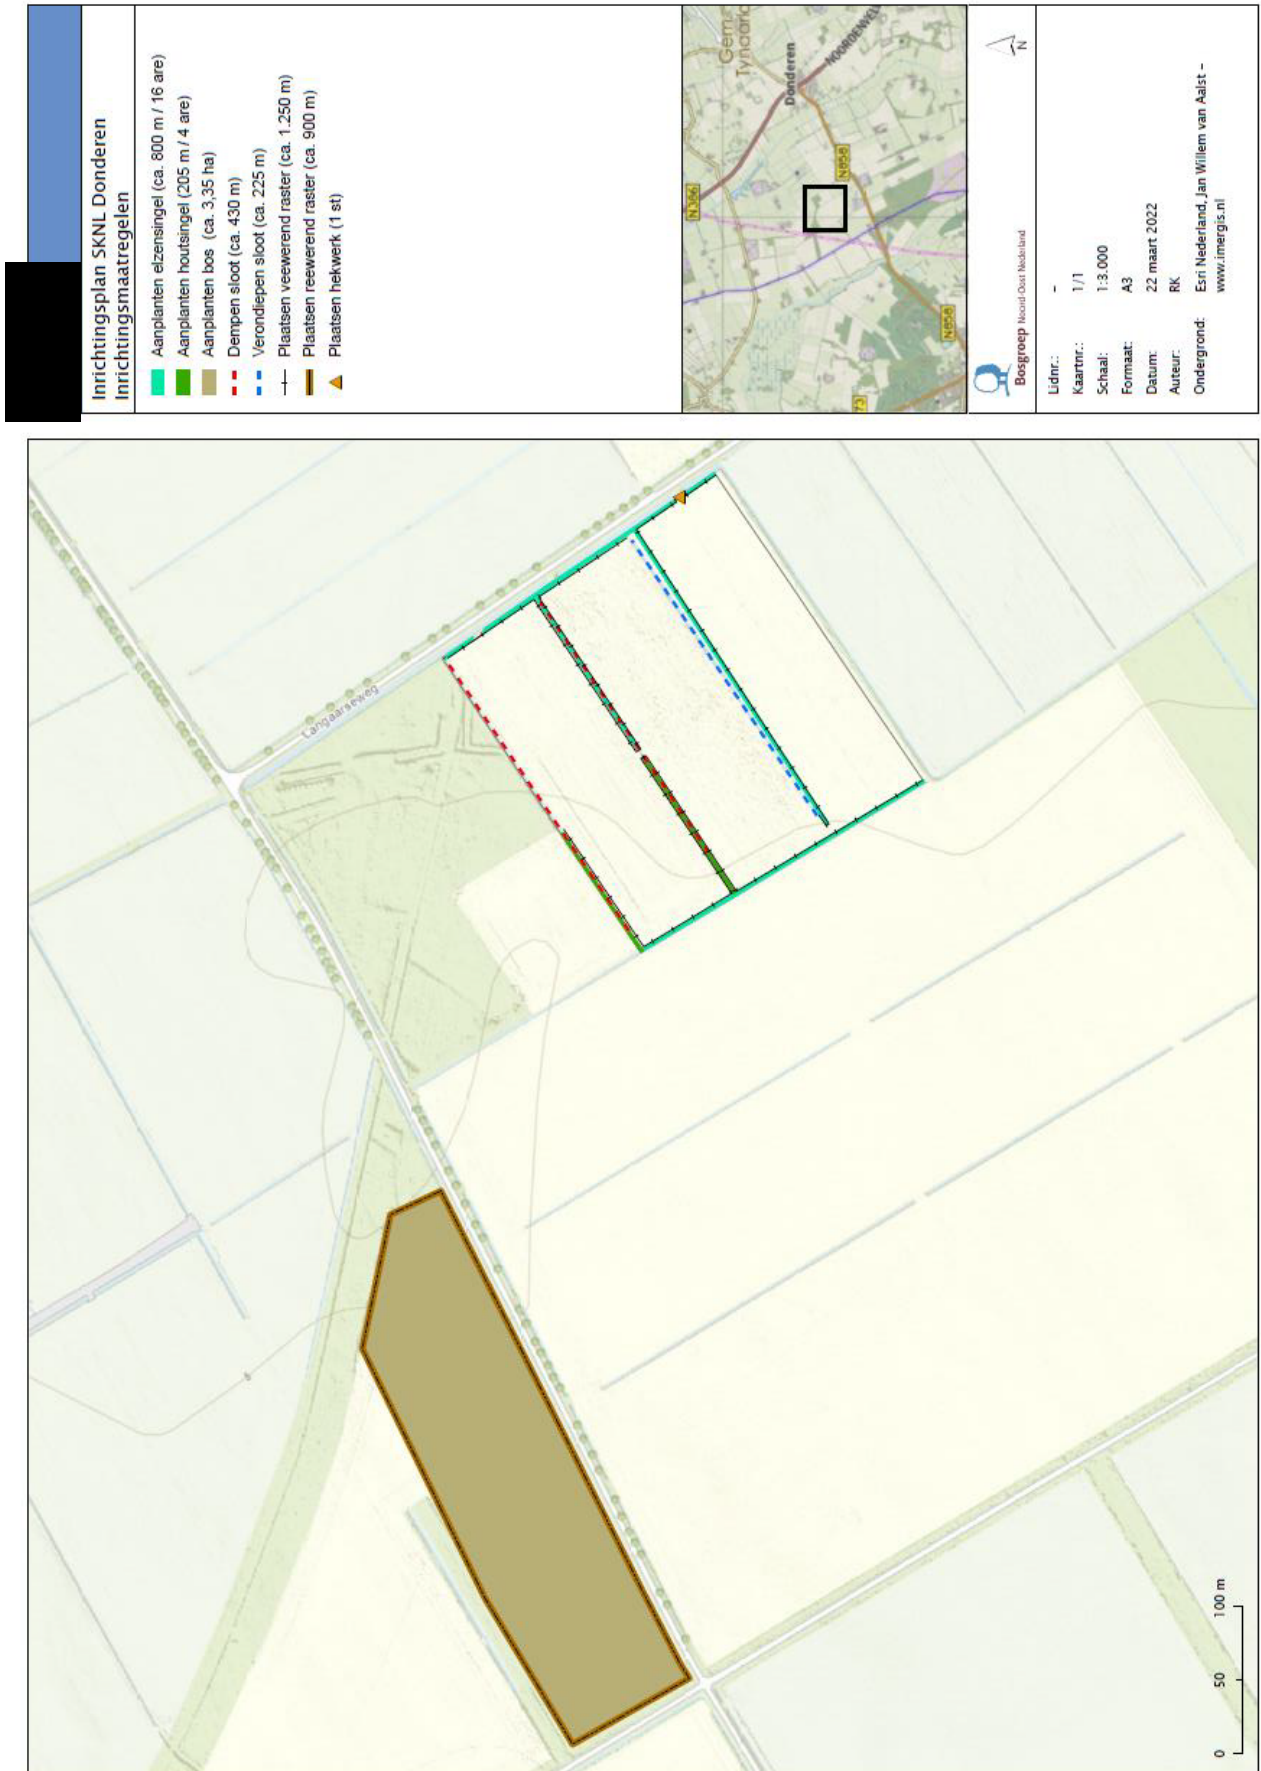 Inrichtingsplan SKNL Donderen
Inrichtingsmaatregelen
Aanplanten elzensingel (ca. 800 m / 16 are)
Aanplanten houtsingel (205 m / 4 are)
Aanplanten bos (ca. 3,35 ha)
Dempen sloot (ca. 430 m)
Verondiepen sloot (ca. 225 m)
Plaatsen veewerend raster (ca. 1.250 m)
Plaatsen reewerend raster (ca. 900 m)
Plaatsen hekwerk (1 st)
Gem.
Tynaarlo
Donderen
NOORDENVELD
N386
N858
N858
73
Bosgroep Noord-Oost Nederland
N
Lidnr.: –
Kaartnr.: 1/1
Schaal: 1:3.000
Formaat: A3
Datum: 22 maart 2022
Auteur: RK
Ondergrond: Esri Nederland, Jan Willem van Aalst –
www.imergis.nl
Langaarseweg
0 50 100 m